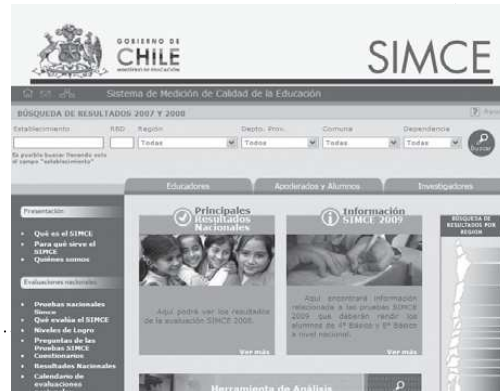 GOBIERNO DE
CHILE
MINISTERIO DE EDUCACIÓN
SIMCE
Sistema de Medición de Calidad de la Educación
BÚSQUEDA DE RESULTADOS 2007 Y 2008
Establecimiento RBD Región Depto. Prov. Comuna Dependencia
Todas Todos Todas Todas Buscar
Es posible buscar llenando solo
el campo "establecimiento"
Educadores Apoderados y Alumnos Investigadores
Presentación
Qué es el SIMCE
Para qué sirve el
SIMCE
Quiénes somos
Evaluaciones nacionales
Pruebas nacionales
Simce
Qué evalúa el SIMCE
Niveles de Logro
Preguntas de las
Pruebas SIMCE
Cuestionarios
Resultados Nacionales
Calendario de
evaluaciones
Principales
Resultados
Nacionales
Aquí podrá ver los resultados
de la evaluación SIMCE 2008.
Ver más
Información
SIMCE 2009
Aquí encontrará información
relacionada a las pruebas SIMCE
2009 que deberán rendir los
alumnos de 4º Básico y 8º Básico
a nivel nacional.
Ver más
BÚSQUEDA DE
RESULTADOS POR
REGIÓN
Herramienta de Análisis